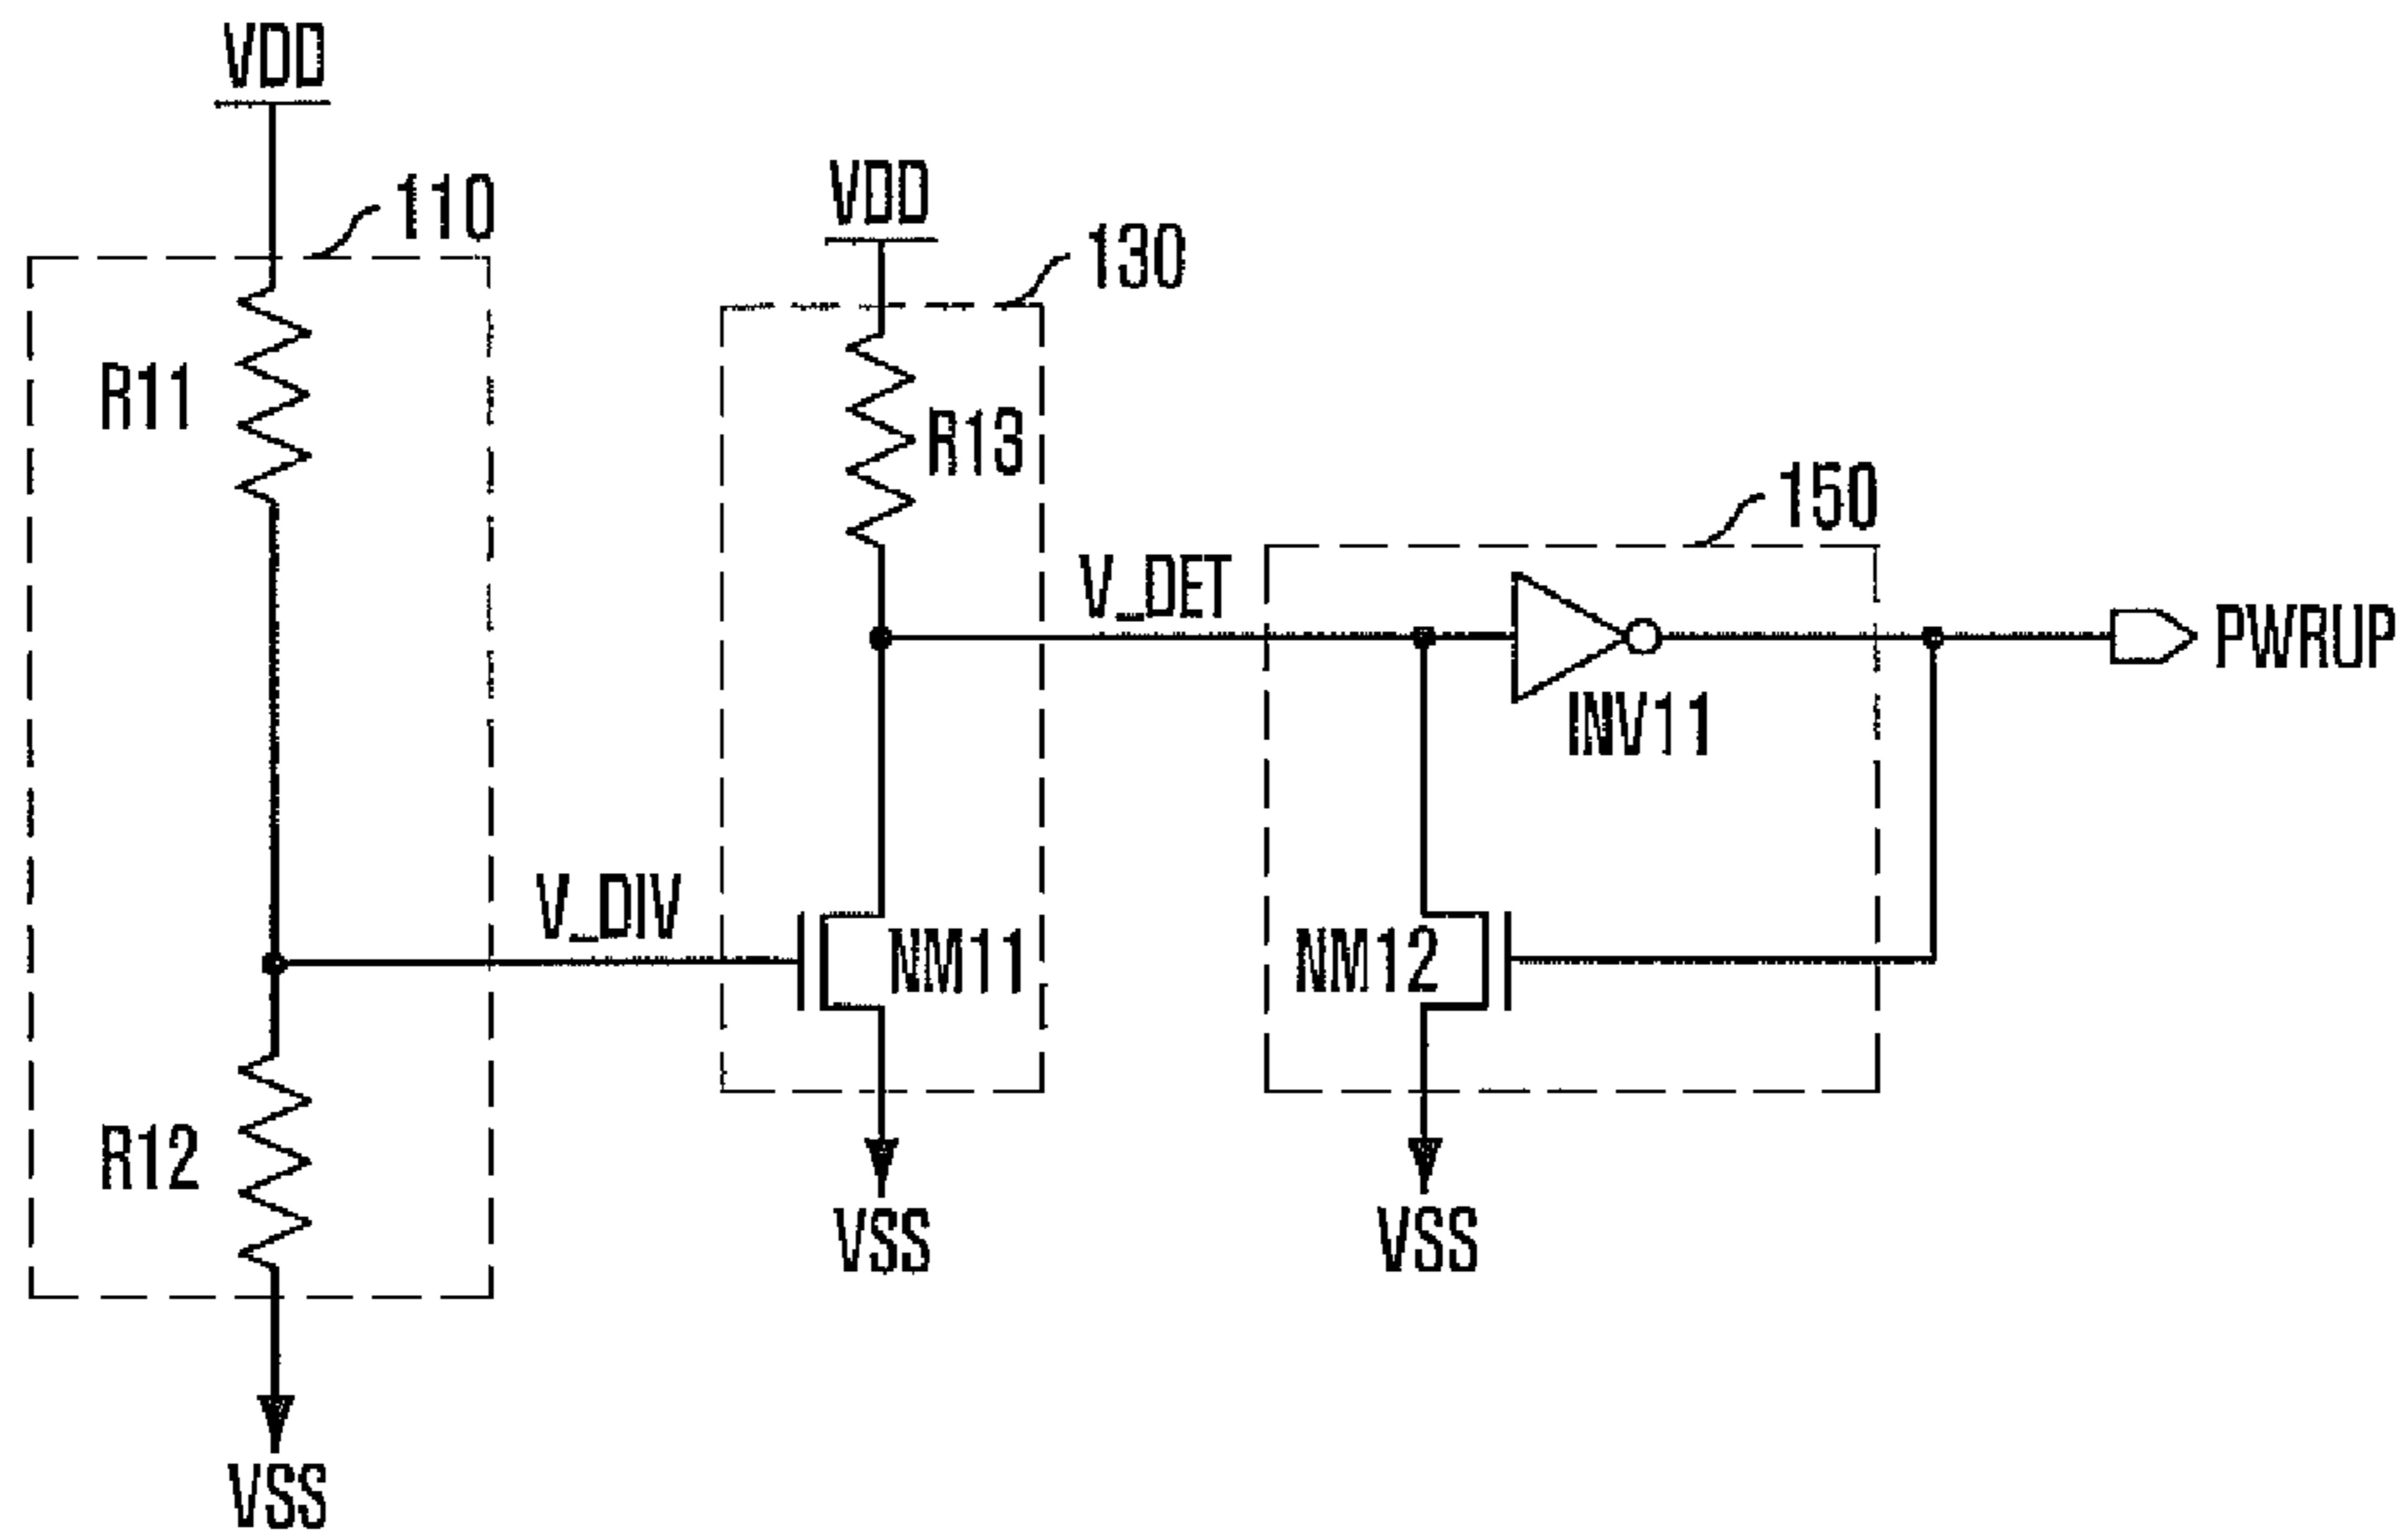 VDD
110
VDD
130
R11
R13
150
V_DET
PWRUP
INV11
V_DIV
NM11
NM12
R12
VSS
VSS
VSS